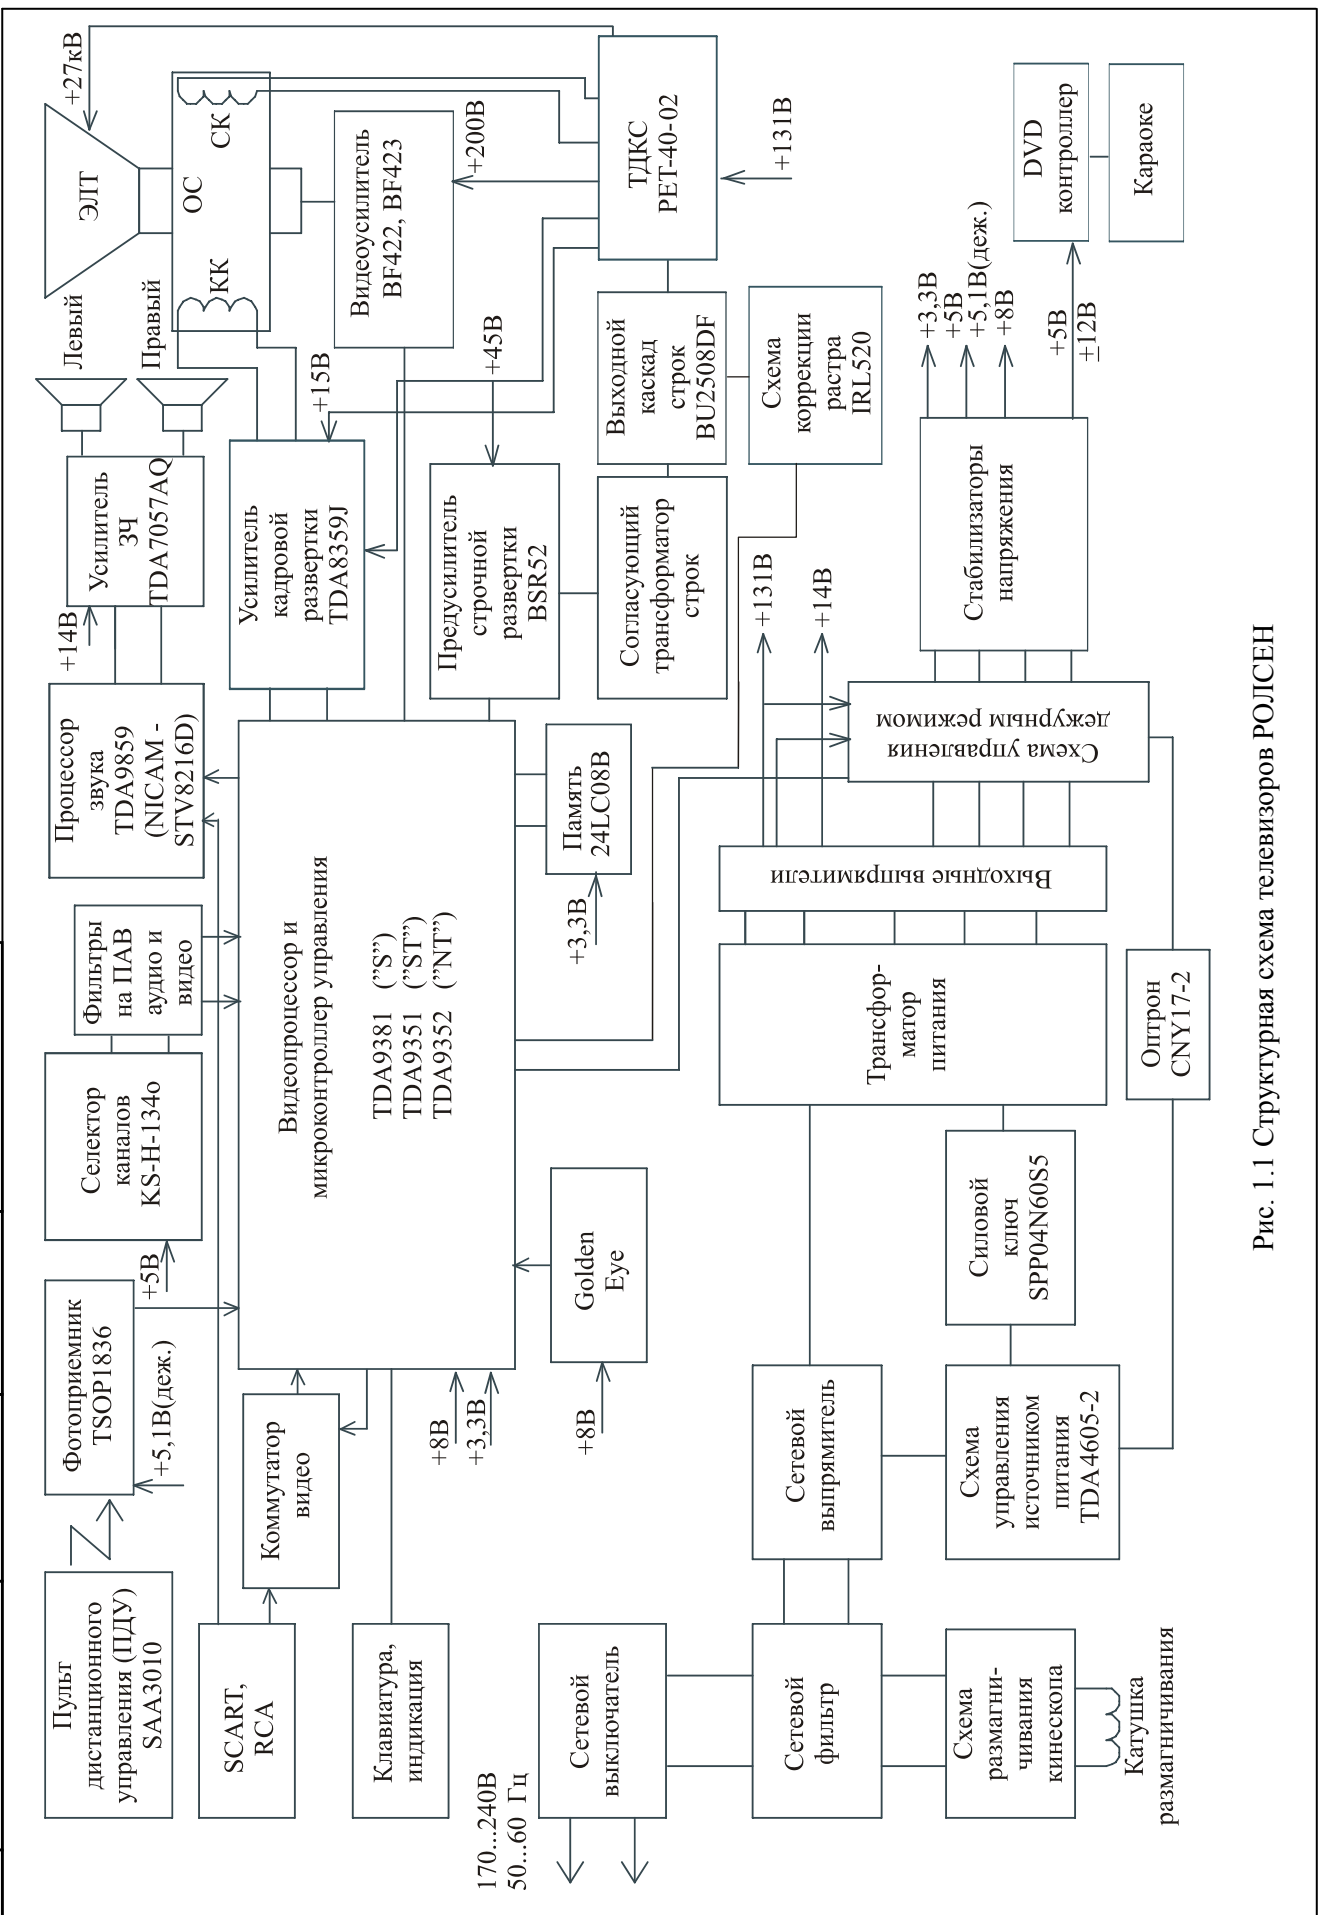 Пульт
дистанционного
управления (ПДУ)
SAA3010
Фотоприемник
TSOP1836
+5,1В(деж.)
+5В
Селектор
каналов
KS-H-134o
Фильтры
на ПАВ
аудио и
видео
Процессор
звука
TDA9859
(NICAM -
STV8216D)
+14В
Усилитель
ЗЧ
TDA7057AQ
Левый
Правый
ЭЛТ
+27кВ
SCART,
RCA
Коммутатор
видео
Клавиатура,
индикация
Видеопроцессор и
микроконтроллер управления
TDA9381 ("S")
TDA9351 ("ST")
TDA9352 ("NT")
+8В
+3,3В
Усилитель
кадровой
развертки
TDA8359J
+15В
КК
ОС
СК
Видеоусилитель
BF422, BF423
+200В
Предусилитель
строчной
развертки
BSR52
+45В
170...240В
50...60 Гц
Сетевой
выключатель
Golden
Eye
+8В
Память
24LC08B
+3,3В
Согласующий
трансформатор
строк
Выходной
каскад
строк
BU2508DF
ТДКС
PET-40-02
+131В
Схема
коррекции
растра
IRL520
Сетевой
фильтр
Сетевой
выпрямитель
Трансфор-
матор
питания
Выходные выпрямители
+131В
+14В
Схема управления
дежурным режимом
Стабилизаторы
напряжения
+3,3В
+5В
+5,1В(деж.)
+8В
+5В
+12В
DVD
контроллер
Караоке
Схема
размагни-
чивания
кинескопа
Катушка
размагничивания
Схема
управления
источником
питания
TDA4605-2
Силовой
ключ
SPP04N60S5
Оптрон
CNY17-2
Рис. 1.1 Структурная схема телевизоров РОЛСЕН